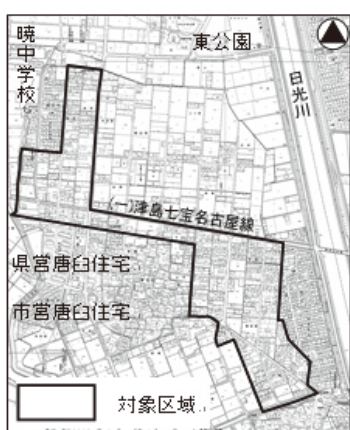 暁中学校
東公園
日光川
(一)津島七宝名古屋線
県営唐臼住宅
市営唐臼住宅
対象区域